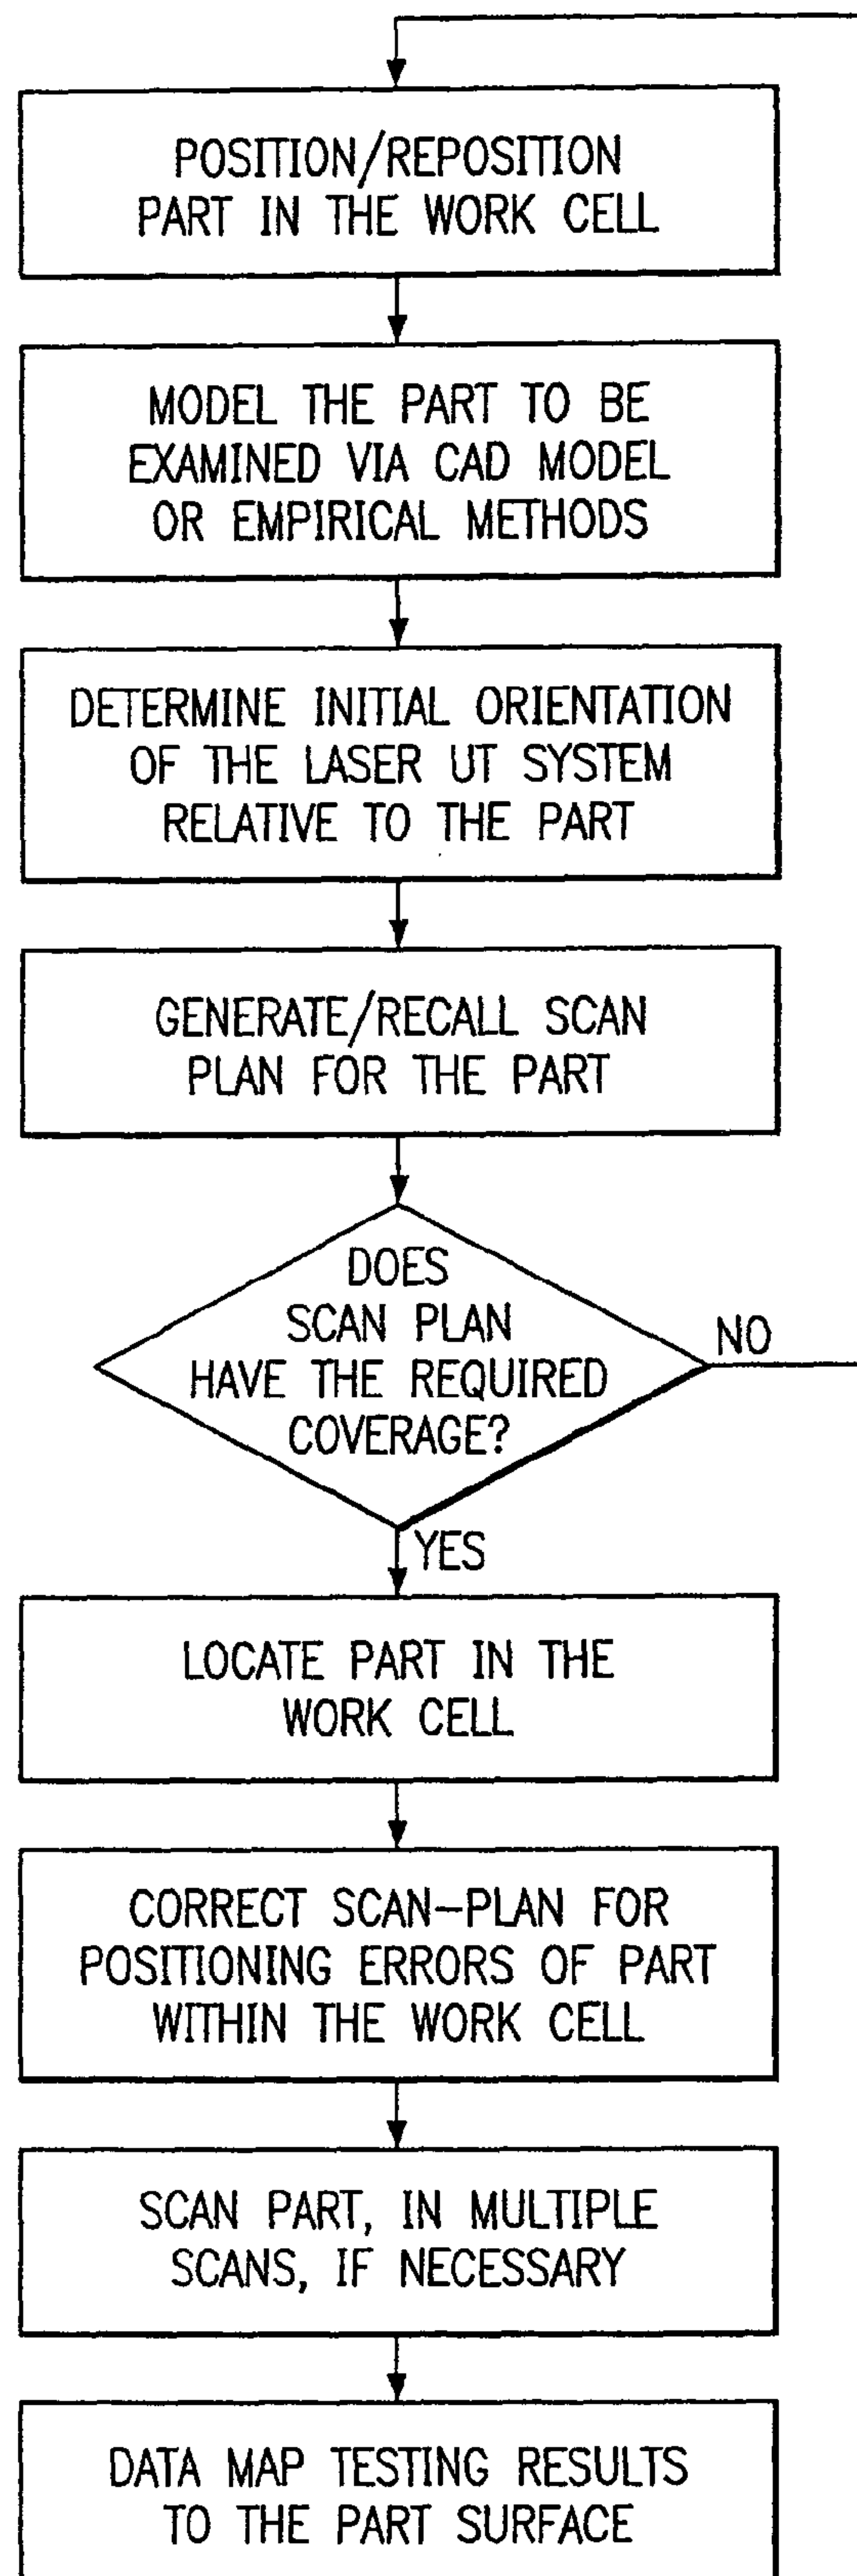 POSITION/REPOSITION
PART IN THE WORK CELL
MODEL THE PART TO BE
EXAMINED VIA CAD MODEL
OR EMPIRICAL METHODS
DETERMINE INITIAL ORIENTATION
OF THE LASER UT SYSTEM
RELATIVE TO THE PART
GENERATE/RECALL SCAN
PLAN FOR THE PART
DOES
SCAN PLAN
HAVE THE REQUIRED
COVERAGE?
NO
YES
LOCATE PART IN THE
WORK CELL
CORRECT SCAN-PLAN FOR
POSITIONING ERRORS OF PART
WITHIN THE WORK CELL
SCAN PART, IN MULTIPLE
SCANS, IF NECESSARY
DATA MAP TESTING RESULTS
TO THE PART SURFACE